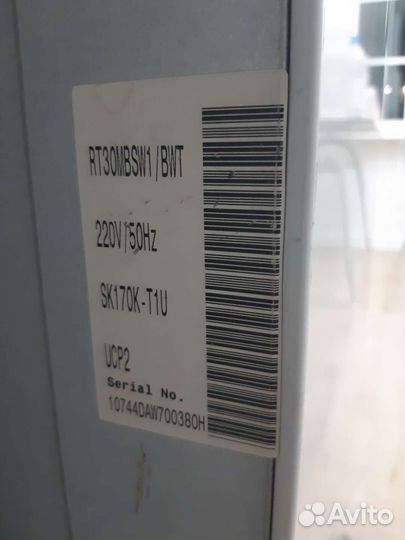 RT30MBSW1/BWT
220V/50Hz
SK170K-T1U
UCP2
Serial No.
10744DAW700380H
Avito